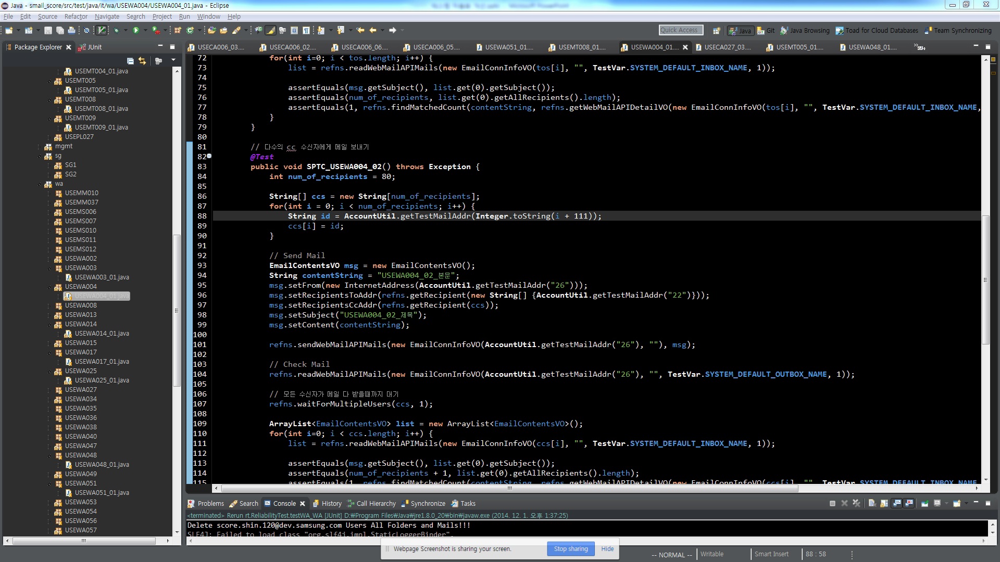 Java - smail_score/src/test/java/it/wa/USEWA004/USEWA004_01.java - Eclipse
File Edit Source Refactor Navigate Search Project Run Window Help
Quick Access Java Git Java Browsing Toad for Cloud Databases Team Synchronizing
Package Explorer JUnit
USEMT004_01.java
USEMT005
USEMT005_01.java
USEMT008
USEMT008_01.java
USEMT009
USEMT009_01.java
USEPL027
mgmt
sg
SG1
SG2
wa
USEMM010
USEMM037
USEMS006
USEMS007
USEMS010
USEMS011
USEMS012
USEWA002
USEWA003
USEWA003_01.java
USEWA004
USEWA004_01.java
USEWA008
USEWA013
USEWA014
USEWA014_01.java
USEWA015
USEWA017
USEWA017_01.java
USEWA025
USEWA025_01.java
USEWA027
USEWA034
USEWA035
USEWA036
USEWA038
USEWA040
USEWA047
USEWA048
USEWA048_01.java
USEWA049
USEWA051
USEWA051_01.java
USEWA053
USEWA054
USEWA056
USEWA057
USECA006_03.... USECA006_02.... USECA006_06.... USECA006_05.... USEWA051_01.... USEMT008_01.... USEWA004_01.... USECA027_03.... USEMT005_01.... USEWA048_01....
72 for(int i=0; i < tos.length; i++) {
73 list = refns.readWebMailAPIMails(new EmailConnInfoVO(tos[i], "", TestVar.SYSTEM_DEFAULT_INBOX_NAME, 1));
74
75 assertEquals(msg.getSubject(), list.get(0).getSubject());
76 assertEquals(num_of_recipients, list.get(0).getAllRecipients().length);
77 assertEquals(1, refns.findMatchedCount(contentString, refns.getWebMailAPIDetailVO(new EmailConnInfoVO(tos[i], "", TestVar.SYSTEM_DEFAULT_INBOX_NAME,
78 }
79 }
80
81 // 다수의 cc 수신자에게 메일 보내기
82 @Test
83 public void SPTC_USEWA004_02() throws Exception {
84 int num_of_recipients = 80;
85
86 String[] ccs = new String[num_of_recipients];
87 for(int i = 0; i < num_of_recipients; i++) {
88 String id = AccountUtil.getTestMailAddr(Integer.toString(i + 111));
89 ccs[i] = id;
90 }
91
92 // Send Mail
93 EmailContentsVO msg = new EmailContentsVO();
94 String contentString = "USEWA004_02_본문";
95 msg.setFrom(new InternetAddress(AccountUtil.getTestMailAddr("26")));
96 msg.setRecipientsToAddr(refns.getRecipient(new String[] {AccountUtil.getTestMailAddr("22")}));
97 msg.setRecipientsCcAddr(refns.getRecipient(ccs));
98 msg.setSubject("USEWA004_02_제목");
99 msg.setContent(contentString);
100
101 refns.sendWebMailAPIMails(new EmailConnInfoVO(AccountUtil.getTestMailAddr("26"), ""), msg);
102
103 // Check Mail
104 refns.readWebMailAPIMails(new EmailConnInfoVO(AccountUtil.getTestMailAddr("26"), "", TestVar.SYSTEM_DEFAULT_OUTBOX_NAME, 1));
105
106 // 모든 수신자가 메일 다 받을때까지 대기
107 refns.waitForMultipleUsers(ccs, 1);
108
109 ArrayList<EmailContentsVO> list = new ArrayList<EmailContentsVO>();
110 for(int i=0; i < ccs.length; i++) {
111 list = refns.readWebMailAPIMails(new EmailConnInfoVO(ccs[i], "", TestVar.SYSTEM_DEFAULT_INBOX_NAME, 1));
112
113 assertEquals(msg.getSubject(), list.get(0).getSubject());
114 assertEquals(num_of_recipients + 1, list.get(0).getAllRecipients().length);
115 assertEquals(1, refns.findMatchedCount(contentString, refns.getWebMailAPIDetailVO(new EmailConnInfoVO(ccs[i], "", TestVar.SYSTEM_DEFAULT_INBOX_NAME
Problems Search Console History Call Hierarchy Synchronize Tasks
<terminated> Rerun rt.ReliabilityTest.testWA_WA [JUnit] D:₩Program Files₩Java₩jre1.8.0_20₩bin₩javaw.exe (2014. 12. 1. 오후 1:37:25)
Delete score.shin.120@dev.samsung.com Users All Folders and Mails!!!
SLF4J: Failed to load class "org.slf4j.impl.StaticLoggerBinder".
Webpage Screenshot is sharing your screen. Stop sharing Hide
-- NORMAL -- Writable Smart Insert 88 : 58